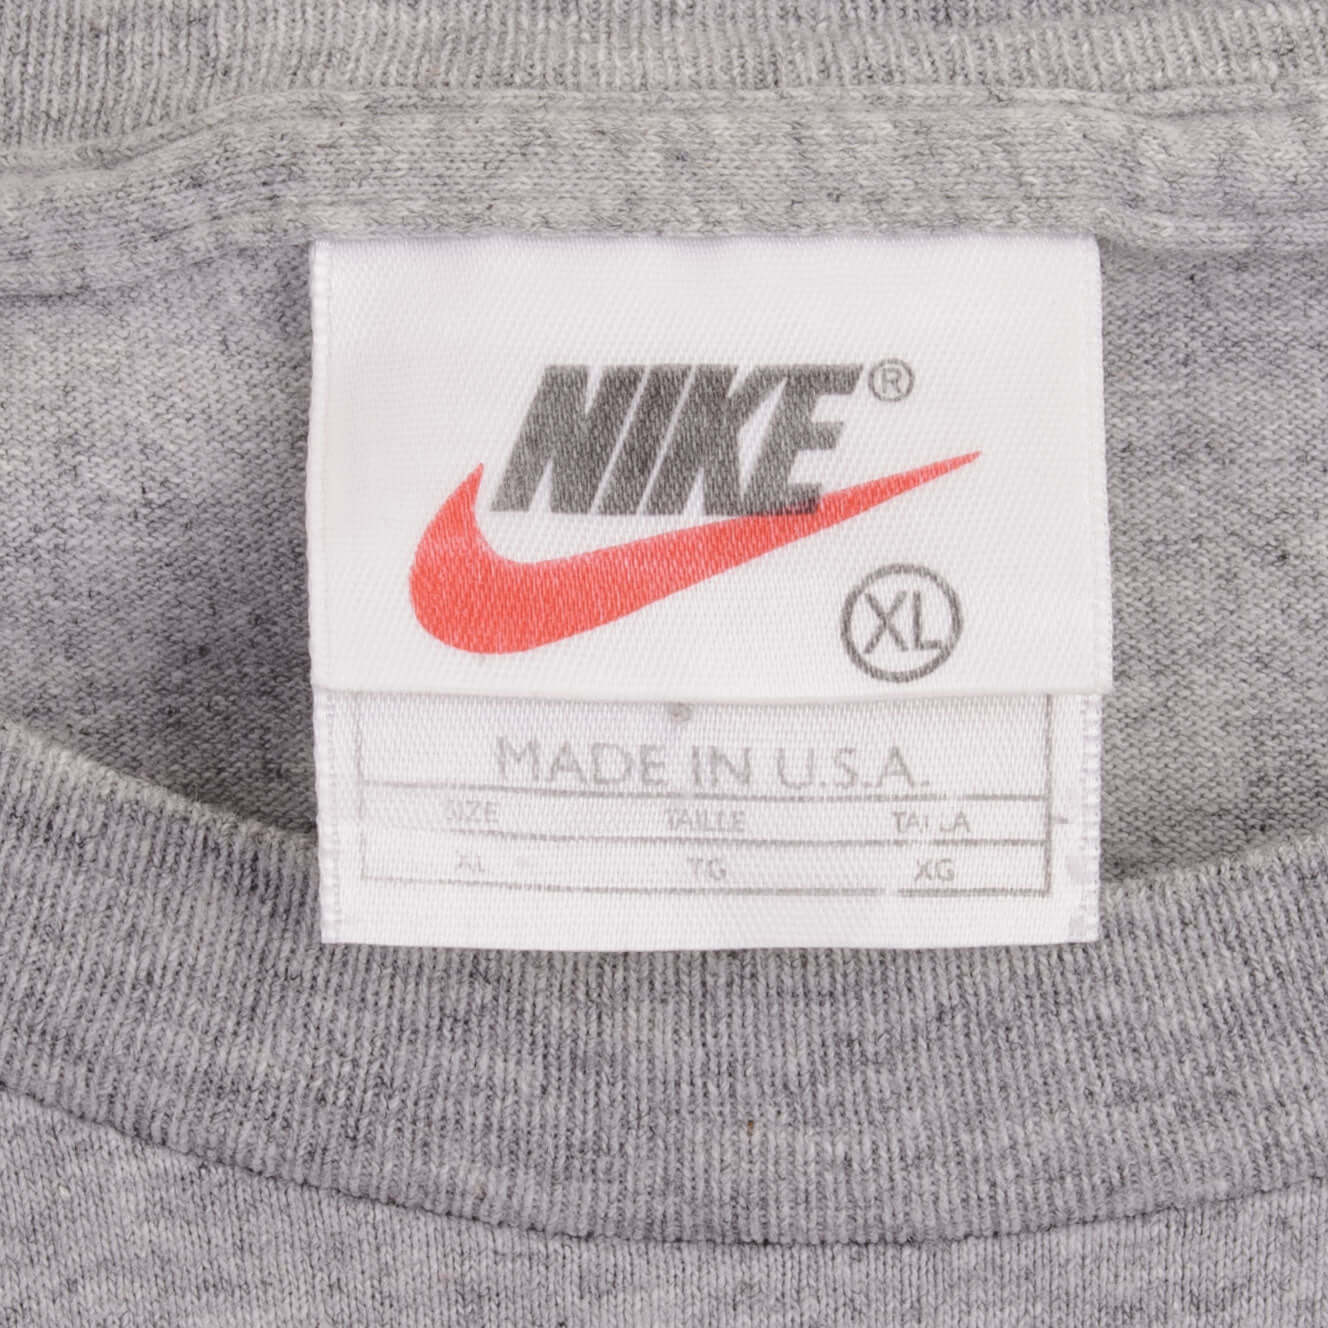 NIKE®
XL
MADE IN U.S.A.
SIZE TAILLE TALLA
XL TG XG